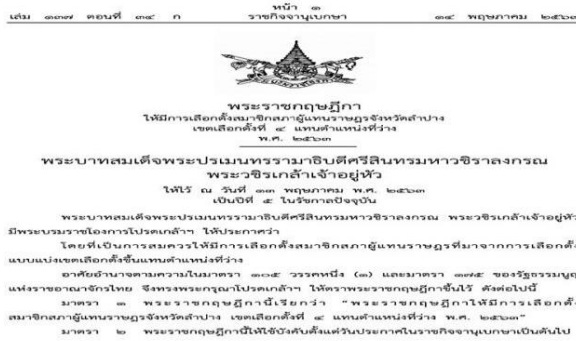 หน้า ๑
เล่ม ๑๓๗ ตอนที่ ๓๔ ก ราชกิจจานุเบกษา ๑๔ พฤษภาคม ๒๕๖๓
พระราชกฤษฎีกา
ให้มีการเลือกตั้งสมาชิกสภาผู้แทนราษฎรจังหวัดลำปาง
เขตเลือกตั้งที่ ๔ แทนตำแหน่งที่ว่าง
พ.ศ. ๒๕๖๓
พระบาทสมเด็จพระปรเมนทรรามาธิบดีศรีสินทรมหาวชิราลงกรณ
พระวชิรเกล้าเจ้าอยู่หัว
ให้ไว้ ณ วันที่ ๑๓ พฤษภาคม พ.ศ. ๒๕๖๓
เป็นปีที่ ๕ ในรัชกาลปัจจุบัน
พระบาทสมเด็จพระปรเมนทรรามาธิบดีศรีสินทรมหาวชิราลงกรณ พระวชิรเกล้าเจ้าอยู่หัว
มีพระบรมราชโองการโปรดเกล้าฯ ให้ประกาศว่า
โดยที่เป็นการสมควรให้มีการเลือกตั้งสมาชิกสภาผู้แทนราษฎรที่มาจากการเลือกตั้ง
แบบแบ่งเขตเลือกตั้งขึ้นแทนตำแหน่งที่ว่าง
อาศัยอำนาจตามความในมาตรา ๑๐๕ วรรคหนึ่ง (๑) และมาตรา ๑๗๕ ของรัฐธรรมนูญ
แห่งราชอาณาจักรไทย จึงทรงพระกรุณาโปรดเกล้าฯ ให้ตราพระราชกฤษฎีกาขึ้นไว้ ดังต่อไปนี้
มาตรา ๑ พระราชกฤษฎีกานี้เรียกว่า “พระราชกฤษฎีกาให้มีการเลือกตั้ง
สมาชิกสภาผู้แทนราษฎรจังหวัดลำปาง เขตเลือกตั้งที่ ๔ แทนตำแหน่งที่ว่าง พ.ศ. ๒๕๖๓”
มาตรา ๒ พระราชกฤษฎีกานี้ให้ใช้บังคับตั้งแต่วันประกาศในราชกิจจานุเบกษาเป็นต้นไป